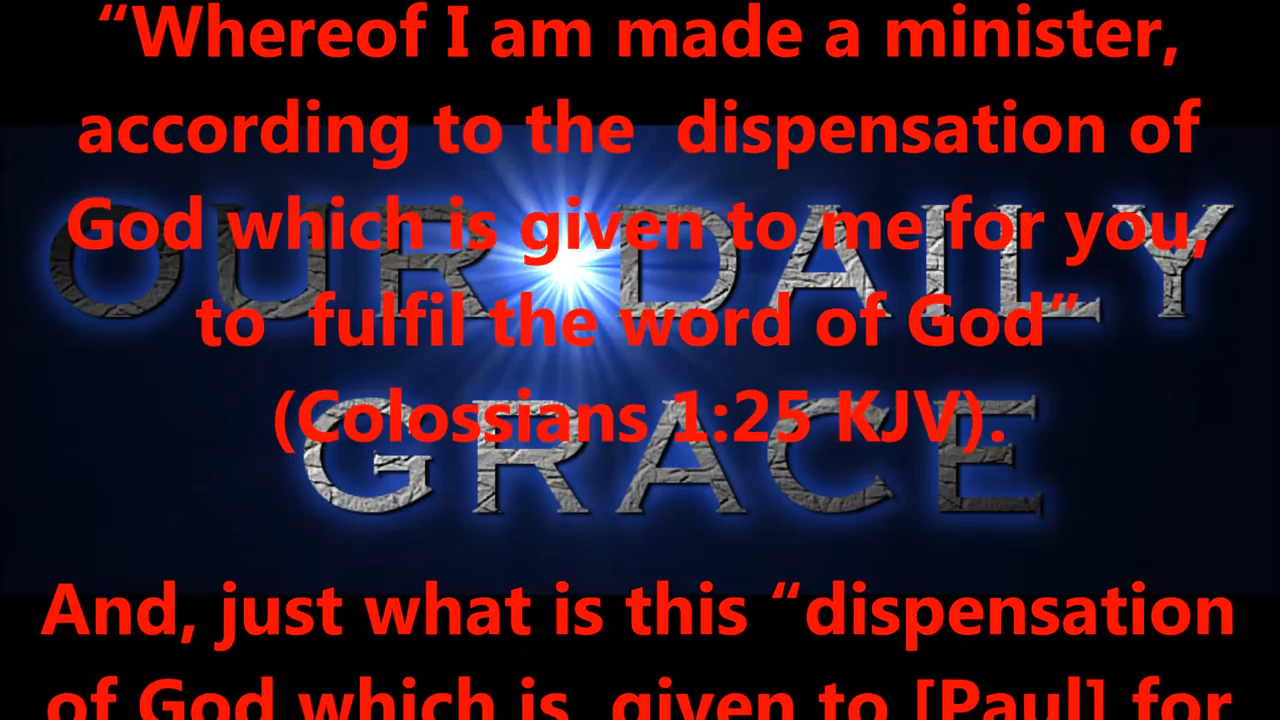 “Whereof I am made a minister,
according to the  dispensation of
God which is given to me for you,
to  fulfil the word of God”
(Colossians 1:25 KJV).
And, just what is this “dispensation
of God which is  given to [Paul] for
OUR DAILY
GRACE